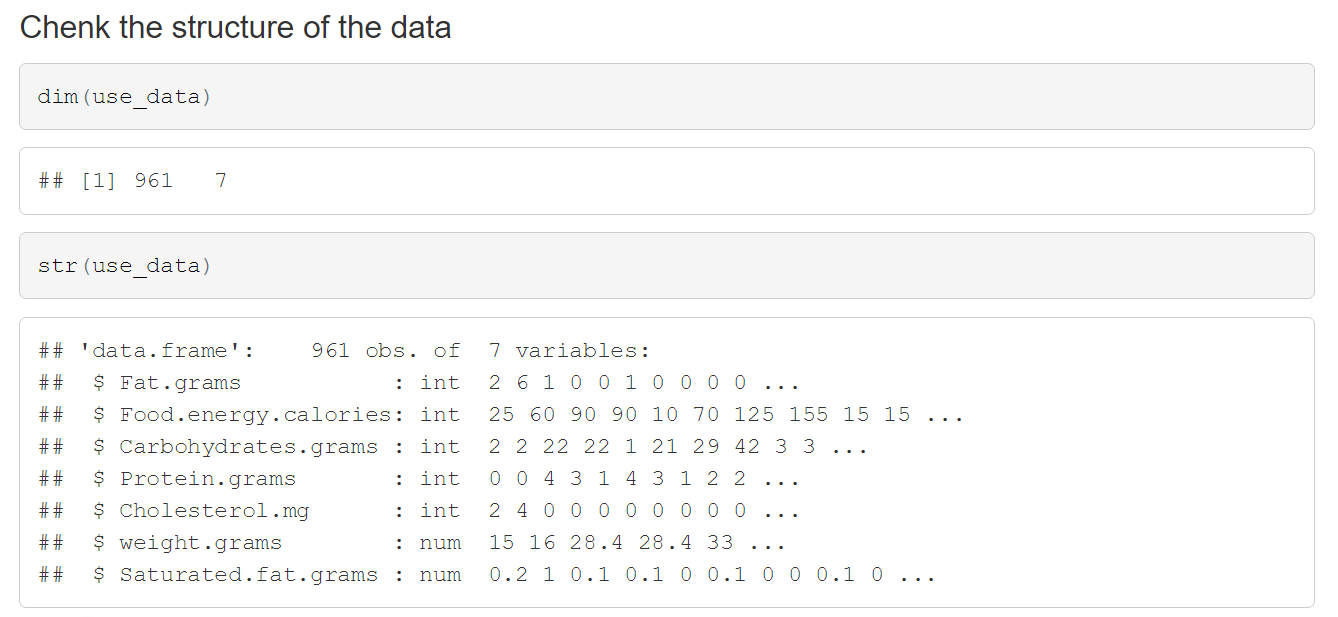 Chenk the structure of the data
dim(use_data)
## [1] 961   7
str(use_data)
## 'data.frame':    961 obs. of  7 variables:
##  $ Fat.grams           : int  2 6 1 0 0 1 0 0 0 0 ...
##  $ Food.energy.calories: int  25 60 90 90 10 70 125 155 15 15 ...
##  $ Carbohydrates.grams : int  2 2 22 22 1 21 29 42 3 3 ...
##  $ Protein.grams       : int  0 0 4 3 1 4 3 1 2 2 ...
##  $ Cholesterol.mg      : int  2 4 0 0 0 0 0 0 0 0 ...
##  $ weight.grams        : num  15 16 28.4 28.4 33 ...
##  $ Saturated.fat.grams : num  0.2 1 0.1 0.1 0 0.1 0 0 0.1 0 ...